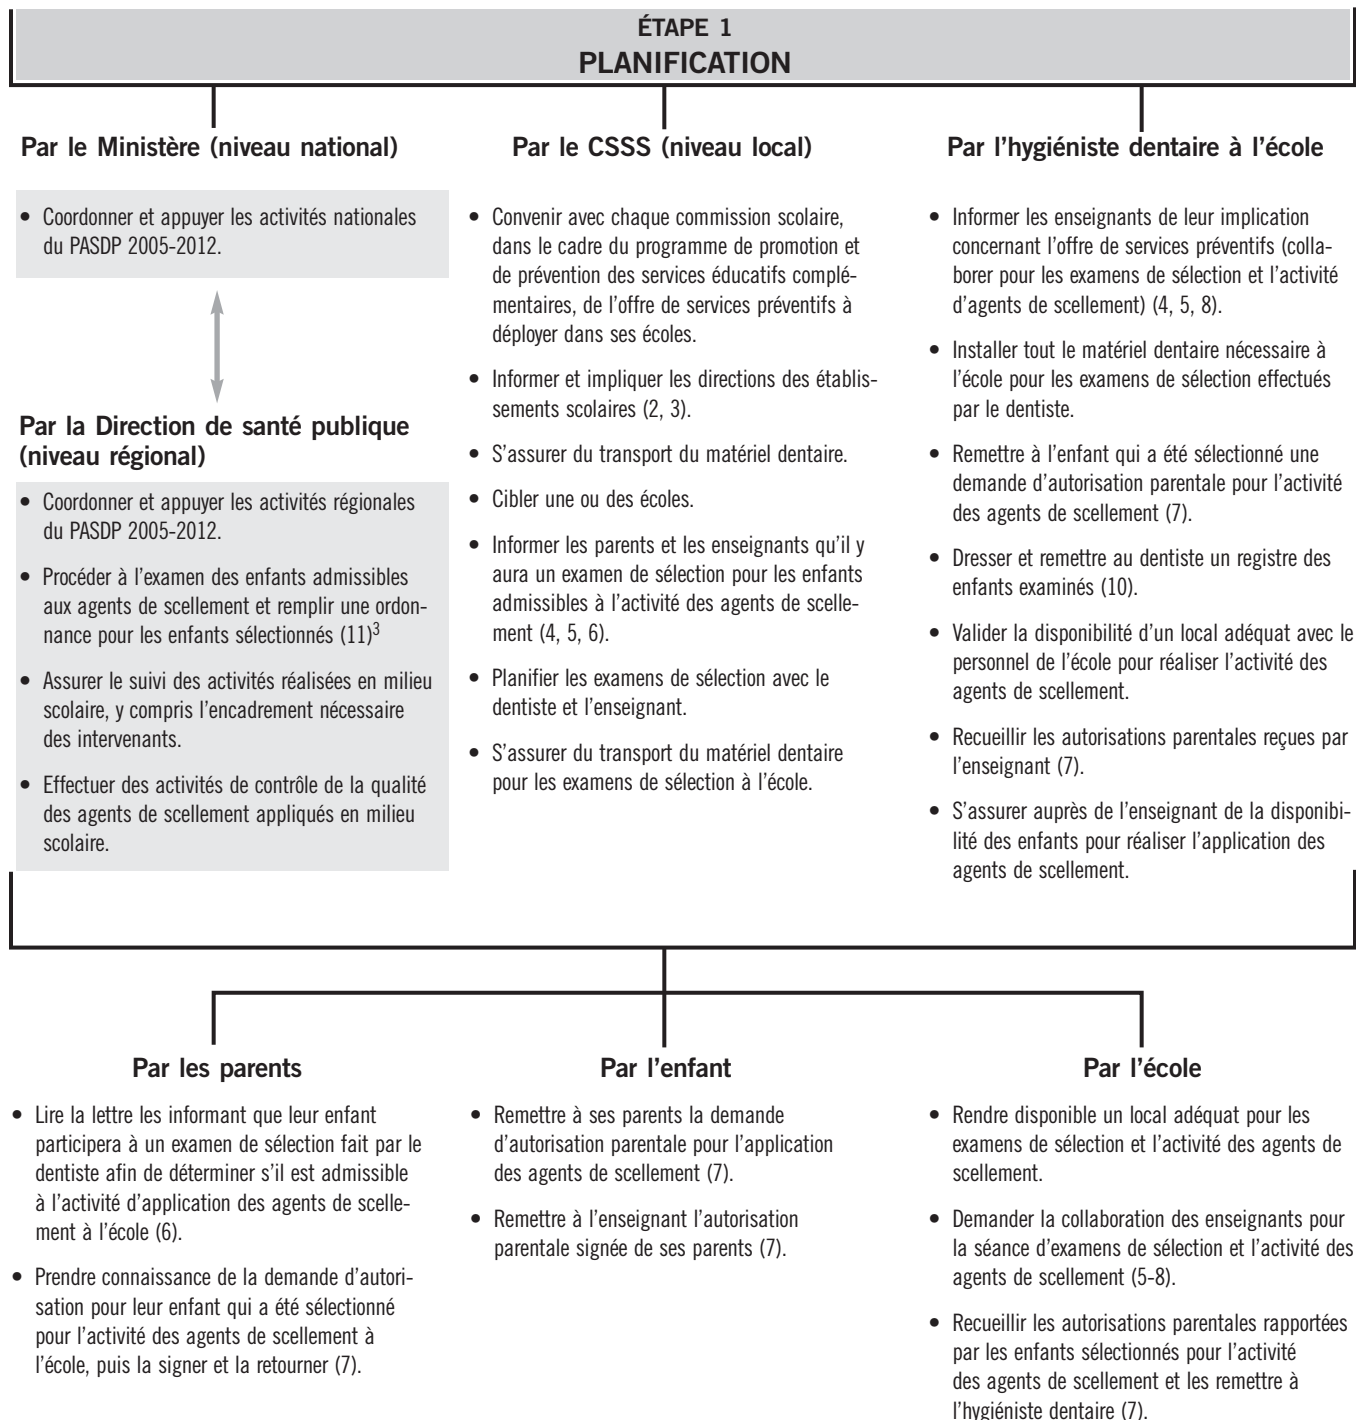 ÉTAPE 1
PLANIFICATION
Par le Ministère (niveau national)
• Coordonner et appuyer les activités nationales
du PASDP 2005-2012.
Par la Direction de santé publique
(niveau régional)
• Coordonner et appuyer les activités régionales
du PASDP 2005-2012.
• Procéder à l'examen des enfants admissibles
aux agents de scellement et remplir une ordon-
nance pour les enfants sélectionnés (11)3
• Assurer le suivi des activités réalisées en milieu
scolaire, y compris l'encadrement nécessaire
des intervenants.
• Effectuer des activités de contrôle de la qualité
des agents de scellement appliqués en milieu
scolaire.
Par le CSSS (niveau local)
• Convenir avec chaque commission scolaire,
dans le cadre du programme de promotion et
de prévention des services éducatifs complé-
mentaires, de l'offre de services préventifs à
déployer dans ses écoles.
• Informer et impliquer les directions des établis-
sements scolaires (2, 3).
• S'assurer du transport du matériel dentaire.
• Cibler une ou des écoles.
• Informer les parents et les enseignants qu'il y
aura un examen de sélection pour les enfants
admissibles à l'activité des agents de scelle-
ment (4, 5, 6).
• Planifier les examens de sélection avec le
dentiste et l'enseignant.
• S'assurer du transport du matériel dentaire
pour les examens de sélection à l'école.
Par l'hygiéniste dentaire à l'école
• Informer les enseignants de leur implication
concernant l'offre de services préventifs (colla-
borer pour les examens de sélection et l'activité
d'agents de scellement) (4, 5, 8).
• Installer tout le matériel dentaire nécessaire à
l'école pour les examens de sélection effectués
par le dentiste.
• Remettre à l'enfant qui a été sélectionné une
demande d'autorisation parentale pour l'activité
des agents de scellement (7).
• Dresser et remettre au dentiste un registre des
enfants examinés (10).
• Valider la disponibilité d'un local adéquat avec le
personnel de l'école pour réaliser l'activité des
agents de scellement.
• Recueillir les autorisations parentales reçues par
l'enseignant (7).
• S'assurer auprès de l'enseignant de la disponibi-
lité des enfants pour réaliser l'application des
agents de scellement.
Par les parents
• Lire la lettre les informant que leur enfant
participera à un examen de sélection fait par le
dentiste afin de déterminer s'il est admissible
à l'activité d'application des agents de scelle-
ment à l'école (6).
• Prendre connaissance de la demande d'autori-
sation pour leur enfant qui a été sélectionné
pour l'activité des agents de scellement à
l'école, puis la signer et la retourner (7).
Par l'enfant
• Remettre à ses parents la demande
d'autorisation parentale pour l'application
des agents de scellement (7).
• Remettre à l'enseignant l'autorisation
parentale signée de ses parents (7).
Par l'école
• Rendre disponible un local adéquat pour les
examens de sélection et l'activité des agents de
scellement.
• Demander la collaboration des enseignants pour
la séance d'examens de sélection et l'activité des
agents de scellement (5-8).
• Recueillir les autorisations parentales rapportées
par les enfants sélectionnés pour l'activité
des agents de scellement et les remettre à
l'hygiéniste dentaire (7).